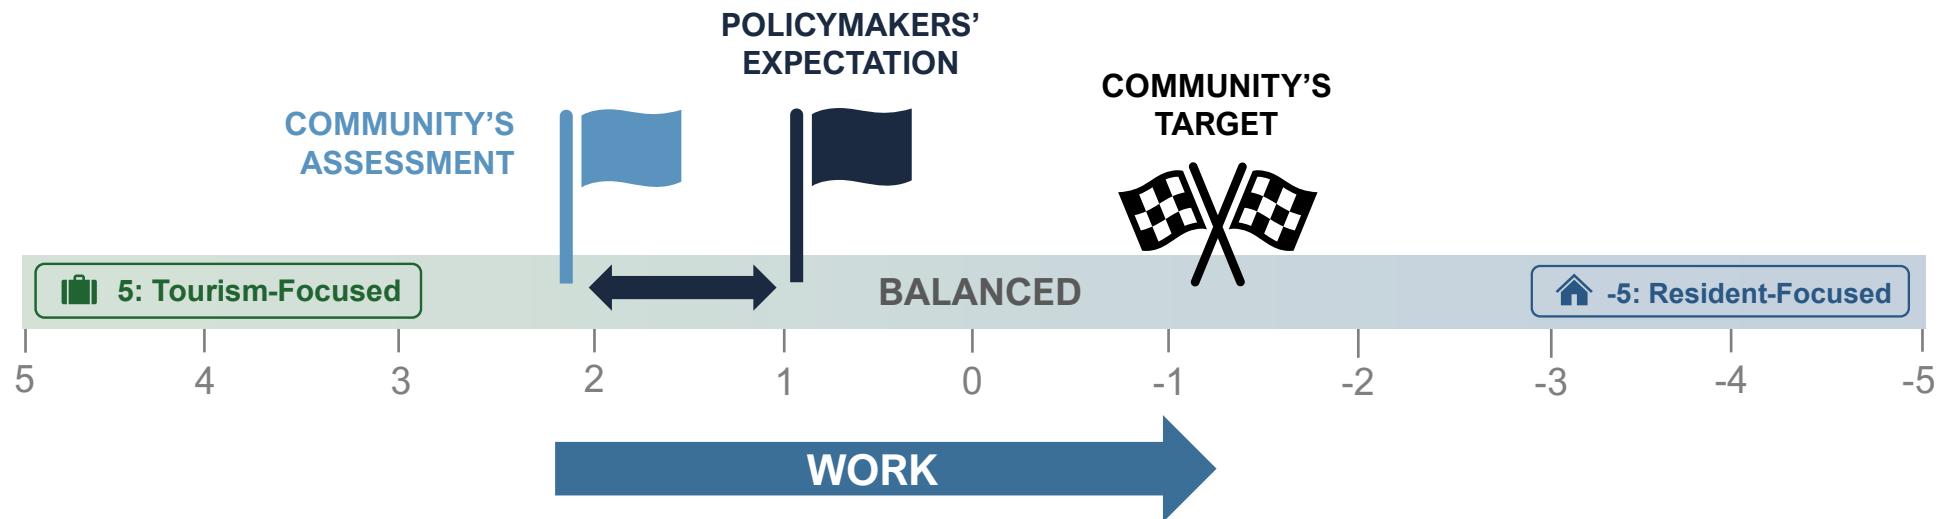 POLICYMAKERS’
EXPECTATION
COMMUNITY’S
TARGET
COMMUNITY’S
ASSESSMENT
5: Tourism-Focused
BALANCED
-5: Resident-Focused
5 4 3 2 1 0 -1 -2 -3 -4 -5
WORK